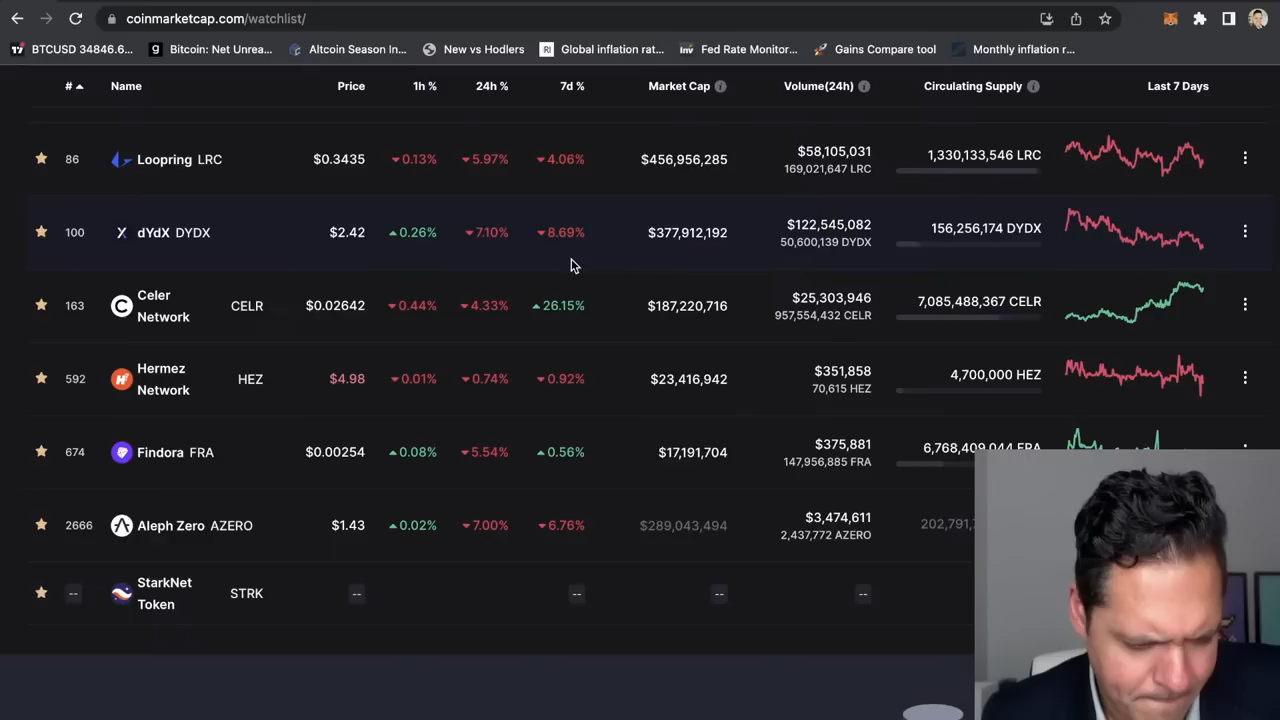 coinmarketcap.com/watchlist/
BTCUSD 34846.6... Bitcoin: Net Unrea... Altcoin Season In... New vs Hodlers Global inflation rat... Fed Rate Monitor... Gains Compare tool Monthly inflation r...
# Name Price 1h % 24h % 7d % Market Cap Volume(24h) Circulating Supply Last 7 Days
86 Loopring LRC $0.3435 0.13% 5.97% 4.06% $456,956,285 $58,105,031 1,330,133,546 LRC
169,021,647 LRC
100 dYdX DYDX $2.42 0.26% 7.10% 8.69% $377,912,192 $122,545,082 156,256,174 DYDX
50,600,139 DYDX
163 Celer Network CELR $0.02642 0.44% 4.33% 26.15% $187,220,716 $25,303,946 7,085,488,367 CELR
957,554,432 CELR
592 Hermez Network HEZ $4.98 0.01% 0.74% 0.92% $23,416,942 $351,858 4,700,000 HEZ
70,615 HEZ
674 Findora FRA $0.00254 0.08% 5.54% 0.56% $17,191,704 $375,881 6,768,409,044 FRA
147,956,885 FRA
2666 Aleph Zero AZERO $1.43 0.02% 7.00% 6.76% $289,043,494 $3,474,611 202,791,
2,437,772 AZERO
-- StarkNet Token STRK -- -- -- --